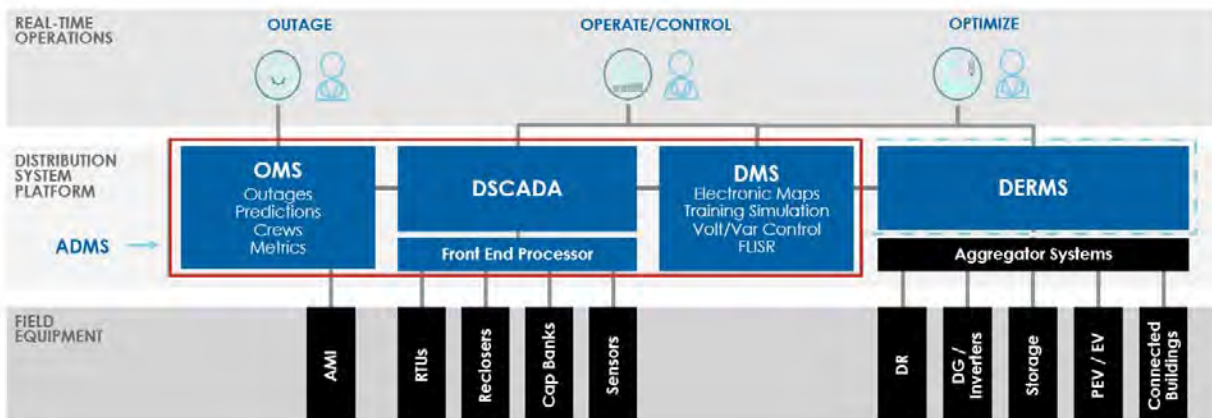 REAL-TIME
OPERATIONS
OUTAGE
OPERATE/CONTROL
OPTIMIZE
DISTRIBUTION
SYSTEM
PLATFORM
ADMS
OMS
Outages
Predictions
Crews
Metrics
DSCADA
Front End Processor
DMS
Electronic Maps
Training Simulation
Volt/Var Control
FLISR
DERMS
Aggregator Systems
FIELD
EQUIPMENT
AMI
RTUs
Reclosers
Cap Banks
Sensors
DR
DG /
Inverters
Storage
PEV / EV
Connected
Buildings